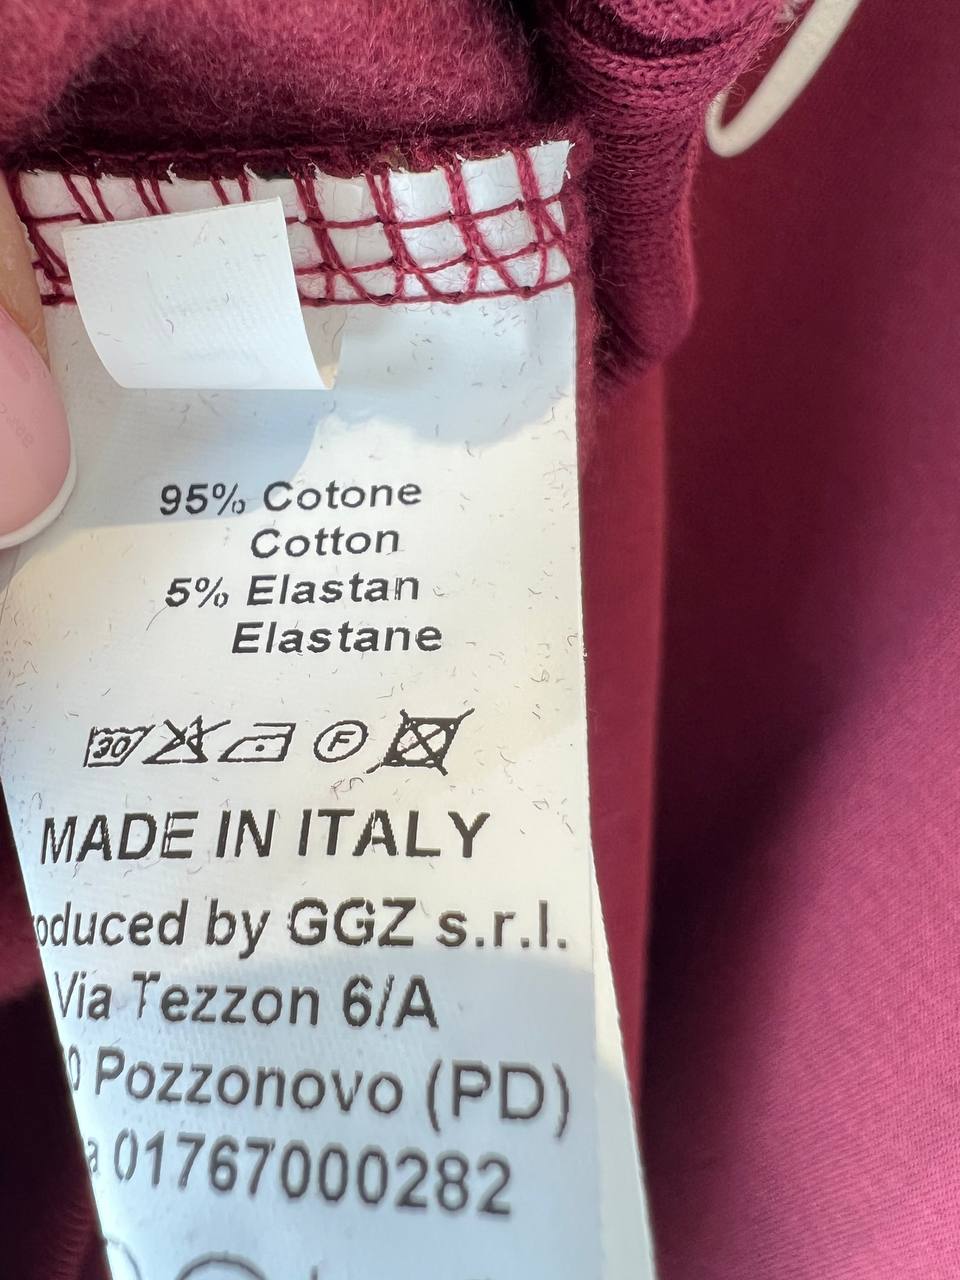 95% Cotone
Cotton
5% Elastan
Elastane
30 F
MADE IN ITALY
oduced by GGZ s.r.l.
Via Tezzon 6/A
0 Pozzonovo (PD)
a 01767000282